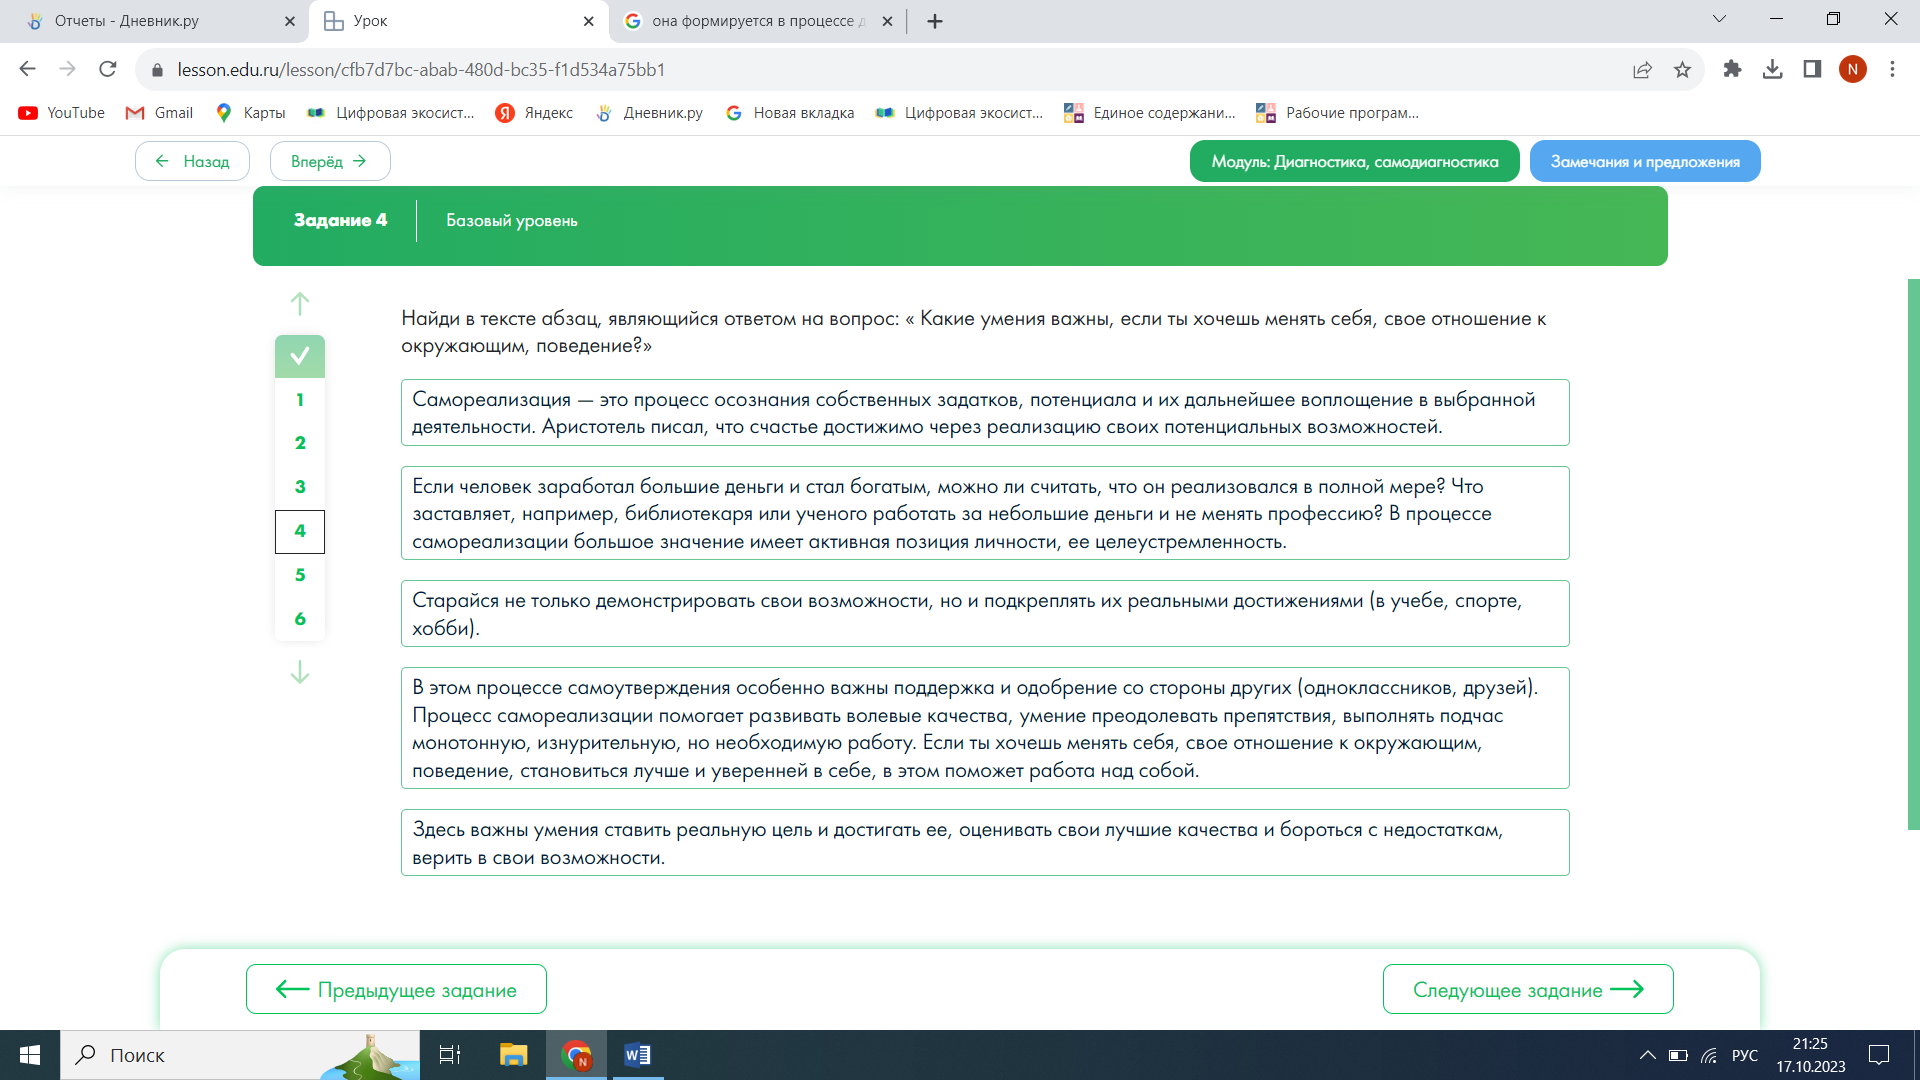 Отчеты - Дневник.ру
Урок
она формируется в процессе д
lesson.edu.ru/lesson/cfb7d7bc-abab-480d-bc35-f1d534a75bb1
N
YouTube
Gmail
Карты
Цифровая экосист...
Яндекс
Дневник.ру
Новая вкладка
Цифровая экосист...
Единое содержани...
Рабочие програм...
Назад
Вперёд
Модуль: Диагностика, самодиагностика
Замечания и предложения
Задание 4
Базовый уровень
1
2
3
4
5
6
Найди в тексте абзац, являющийся ответом на вопрос: « Какие умения важны, если ты хочешь менять себя, свое отношение к
окружающим, поведение?»
Самореализация — это процесс осознания собственных задатков, потенциала и их дальнейшее воплощение в выбранной
деятельности. Аристотель писал, что счастье достижимо через реализацию своих потенциальных возможностей.
Если человек заработал большие деньги и стал богатым, можно ли считать, что он реализовался в полной мере? Что
заставляет, например, библиотекаря или ученого работать за небольшие деньги и не менять профессию? В процессе
самореализации большое значение имеет активная позиция личности, ее целеустремленность.
Старайся не только демонстрировать свои возможности, но и подкреплять их реальными достижениями (в учебе, спорте,
хобби).
В этом процессе самоутверждения особенно важны поддержка и одобрение со стороны других (одноклассников, друзей).
Процесс самореализации помогает развивать волевые качества, умение преодолевать препятствия, выполнять подчас
монотонную, изнурительную, но необходимую работу. Если ты хочешь менять себя, свое отношение к окружающим,
поведение, становиться лучше и уверенней в себе, в этом поможет работа над собой.
Здесь важны умения ставить реальную цель и достигать ее, оценивать свои лучшие качества и бороться с недостаткам,
верить в свои возможности.
Предыдущее задание
Следующее задание
Поиск
N
РУС
21:25
17.10.2023